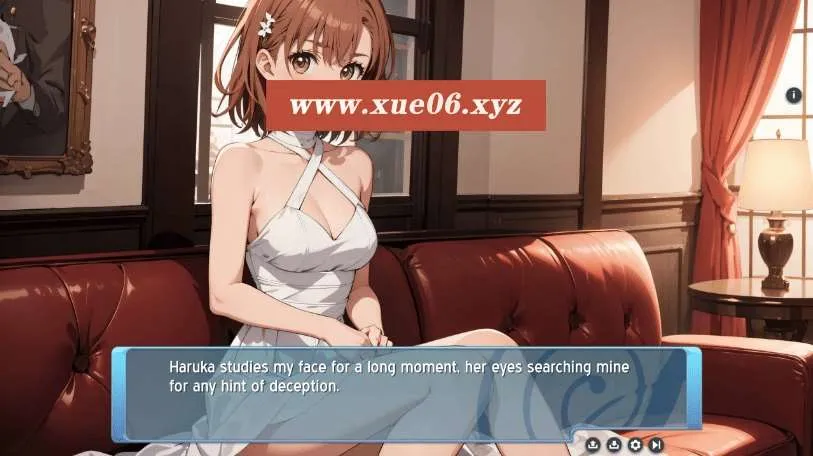 www.xue06.xyz
Haruka studies my face for a long moment, her eyes searching mine
for any hint of deception.